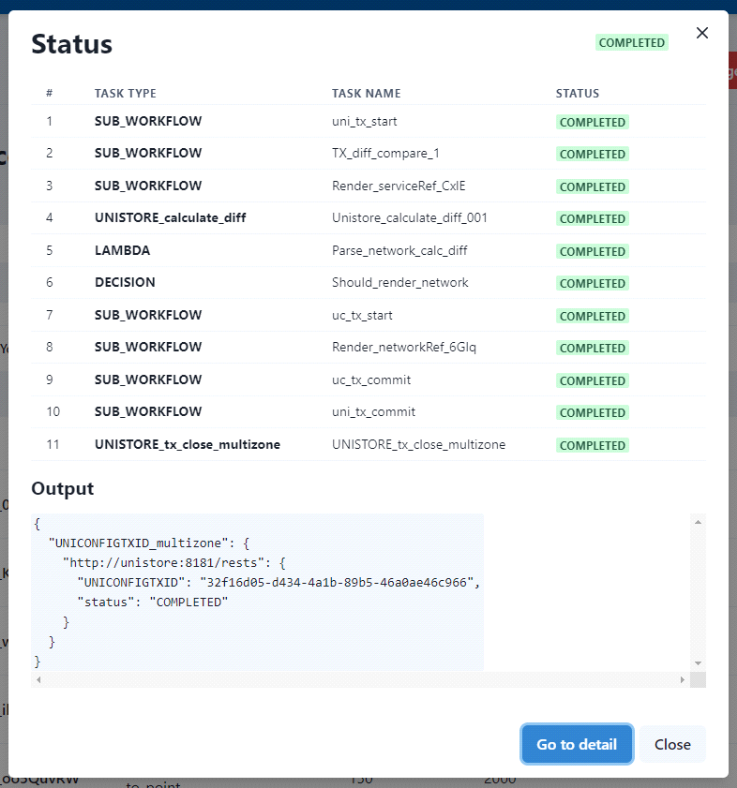 Status
COMPLETED
# TASK TYPE TASK NAME STATUS
1 SUB_WORKFLOW uni_tx_start COMPLETED
2 SUB_WORKFLOW TX_diff_compare_1 COMPLETED
3 SUB_WORKFLOW Render_serviceRef_CxIE COMPLETED
4 UNISTORE_calculate_diff Unistore_calculate_diff_001 COMPLETED
5 LAMBDA Parse_network_calc_diff COMPLETED
6 DECISION Should_render_network COMPLETED
7 SUB_WORKFLOW uc_tx_start COMPLETED
8 SUB_WORKFLOW Render_networkRef_6GIq COMPLETED
9 SUB_WORKFLOW uc_tx_commit COMPLETED
10 SUB_WORKFLOW uni_tx_commit COMPLETED
11 UNISTORE_tx_close_multizone UNISTORE_tx_close_multizone COMPLETED
Output
{
"UNICONFIGTXID_multizone": {
"http://unistore:8181/rests": {
"UNICONFIGTXID": "32f16d05-d434-4a1b-89b5-46a0ae46c966",
"status": "COMPLETED"
}
}
}
Go to detail Close